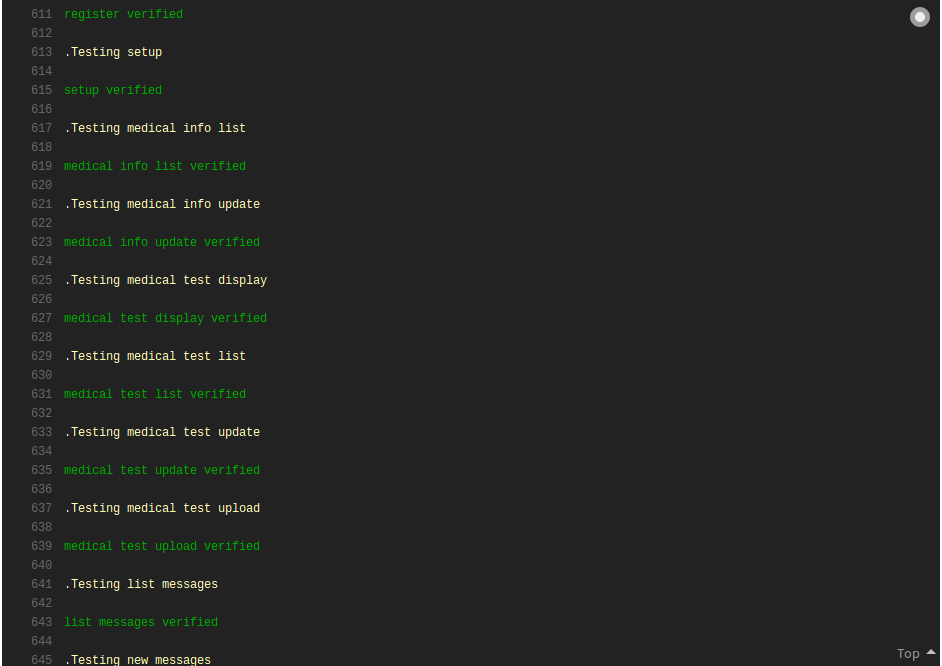 611 register verified
612
613 .Testing setup
614
615 setup verified
616
617 .Testing medical info list
618
619 medical info list verified
620
621 .Testing medical info update
622
623 medical info update verified
624
625 .Testing medical test display
626
627 medical test display verified
628
629 .Testing medical test list
630
631 medical test list verified
632
633 .Testing medical test update
634
635 medical test update verified
636
637 .Testing medical test upload
638
639 medical test upload verified
640
641 .Testing list messages
642
643 list messages verified
644
645 .Testing new messages
Top